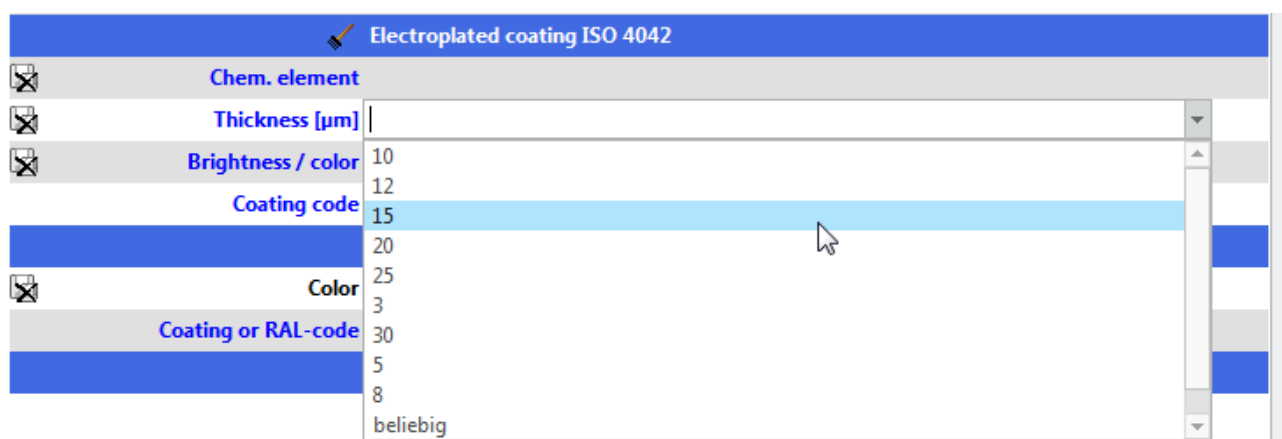 Electroplated coating ISO 4042
Chem. element
Thickness [µm]
Brightness / color
Coating code
10
12
15
20
25
3
30
5
8
beliebig
Color
Coating or RAL-code